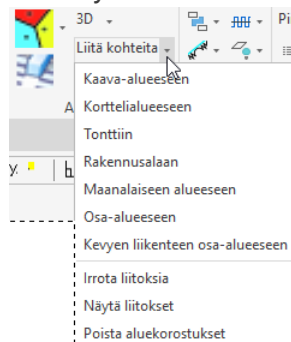 3D
Pi
Liitä kohteita
A
Kaava-alueeseen
Korttelialueeseen
Tonttiin
y.
Rakennusalaan
Maanalaiseen alueeseen
Osa-alueeseen
Kevyen liikenteen osa-alueeseen
Irrota liitoksia
Näytä liitokset
Poista aluekorostukset